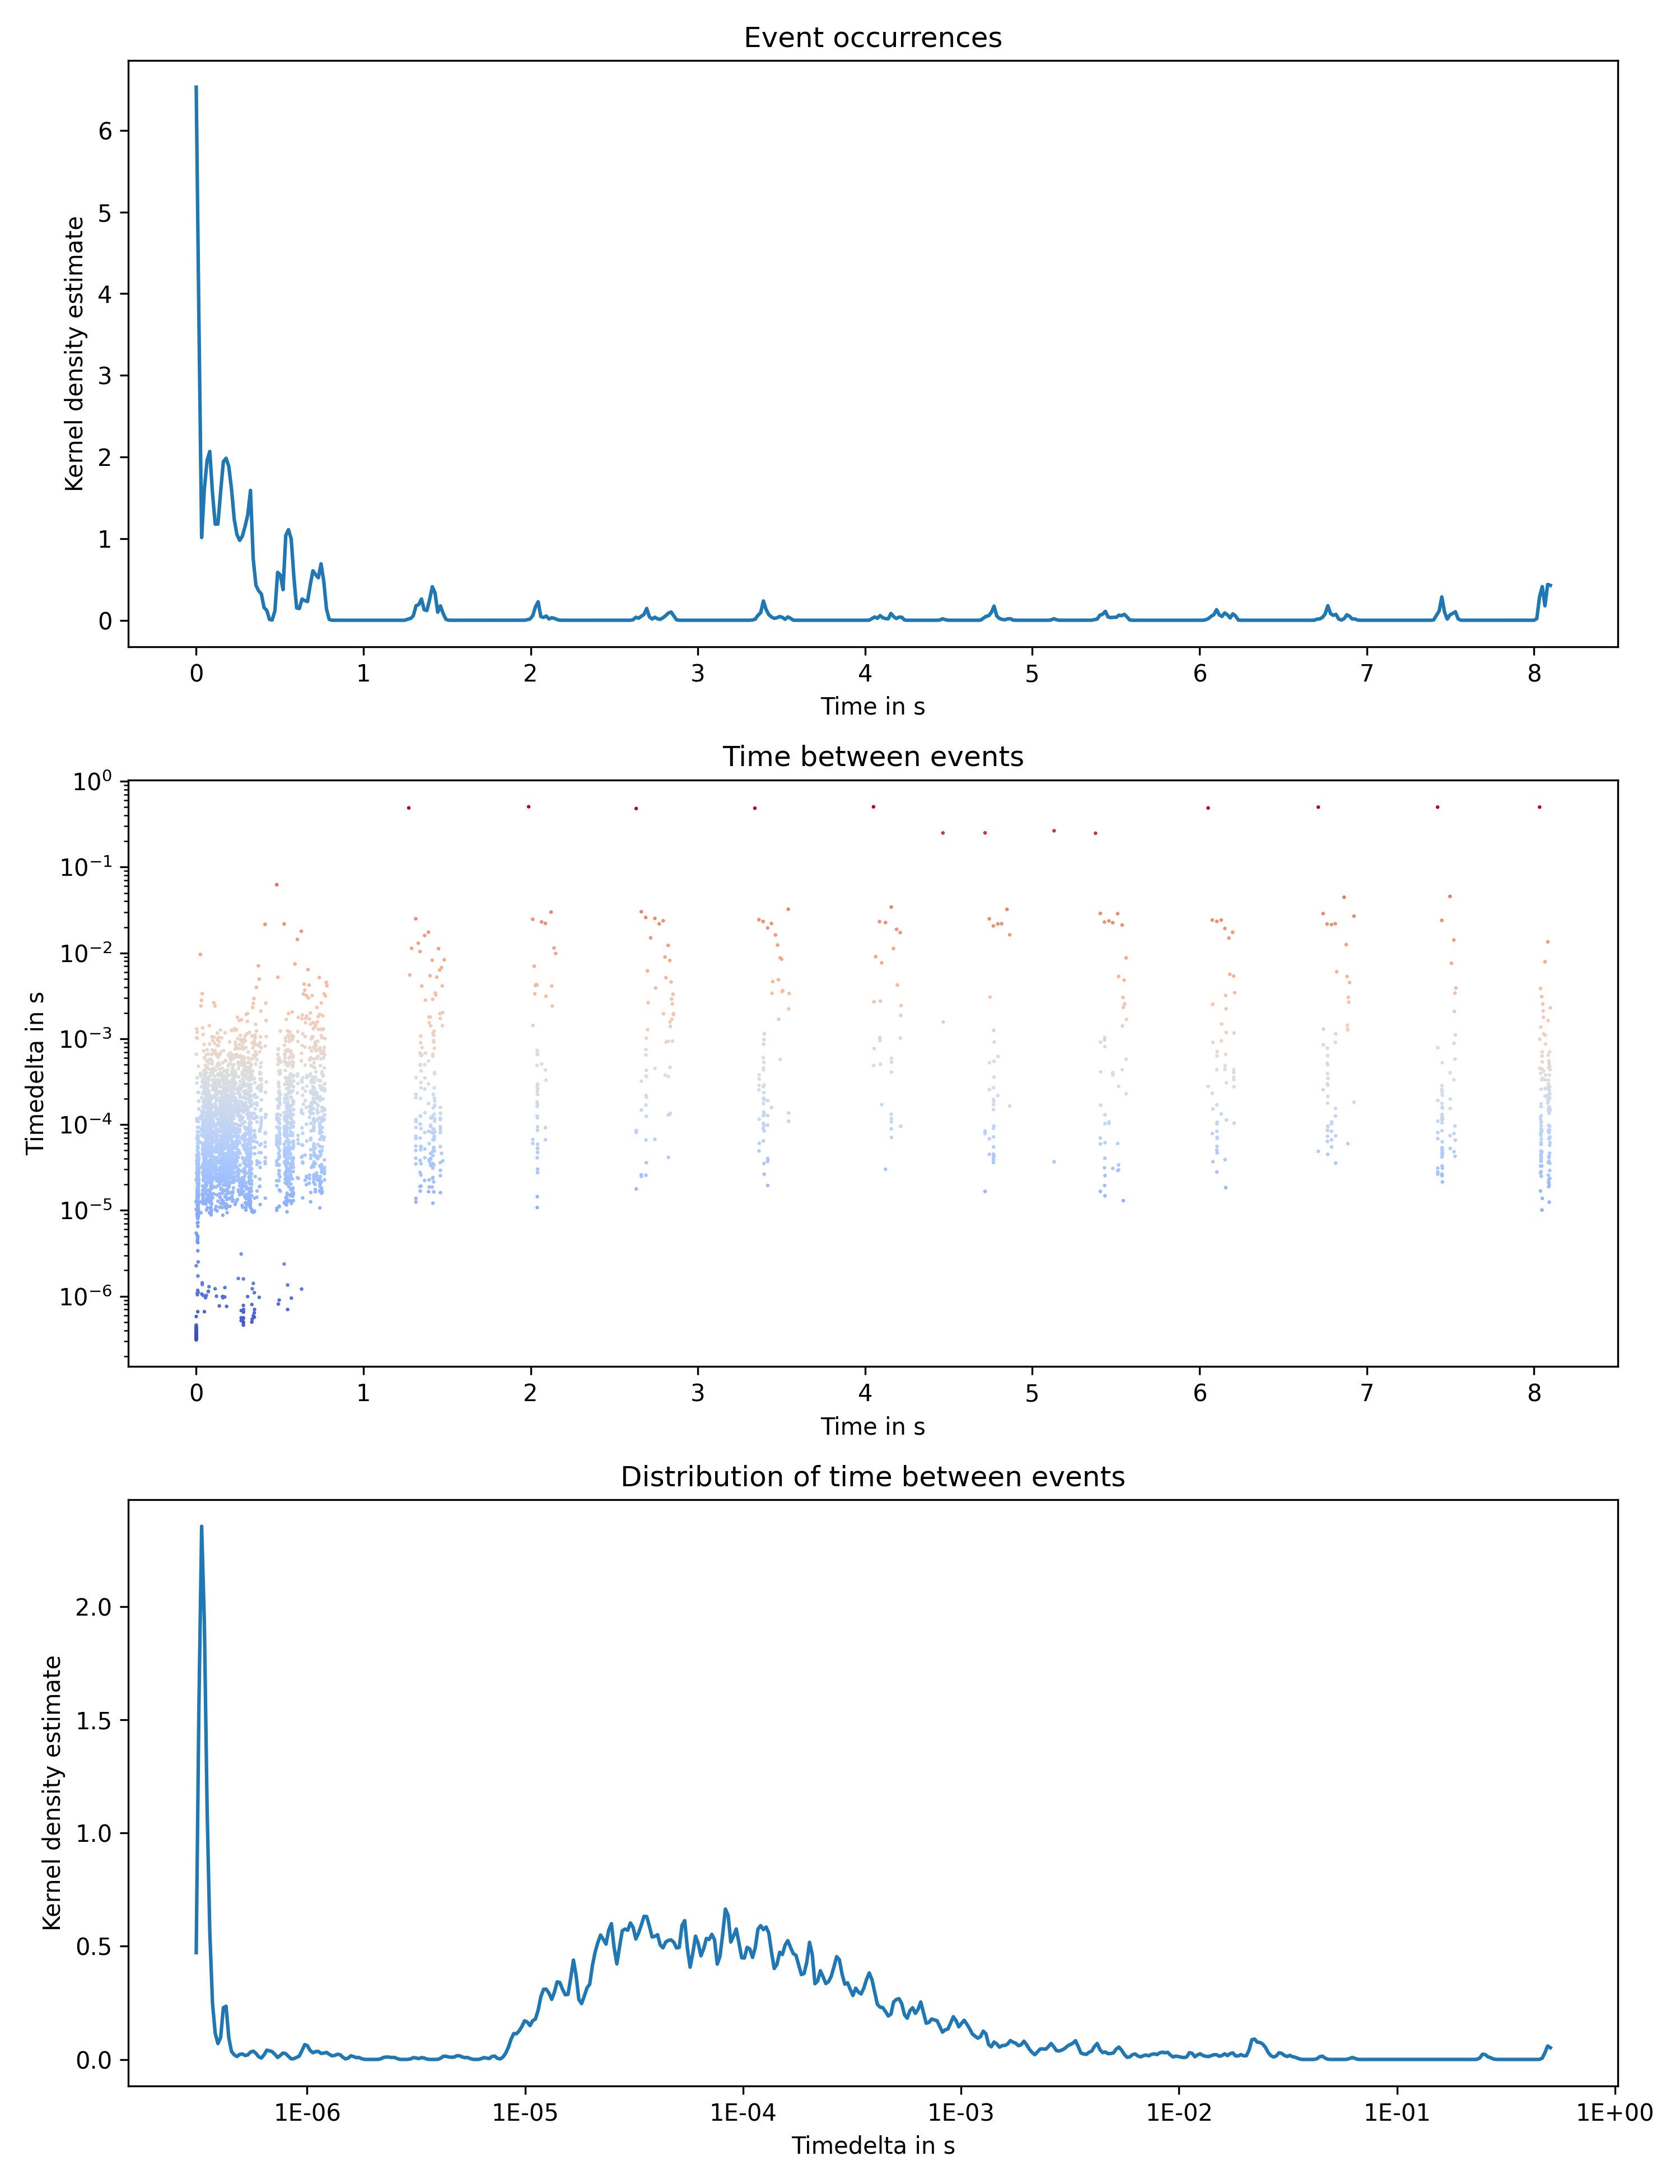 Event occurrences
Kernel density estimate
6
5
4
3
2
1
0
0 1 2 3 4 5 6 7 8
Time in s
Time between events
Timedelta in s
10⁰
10⁻¹
10⁻²
10⁻³
10⁻⁴
10⁻⁵
10⁻⁶
0 1 2 3 4 5 6 7 8
Time in s
Distribution of time between events
Kernel density estimate
2.0
1.5
1.0
0.5
0.0
1E-06 1E-05 1E-04 1E-03 1E-02 1E-01 1E+00
Timedelta in s